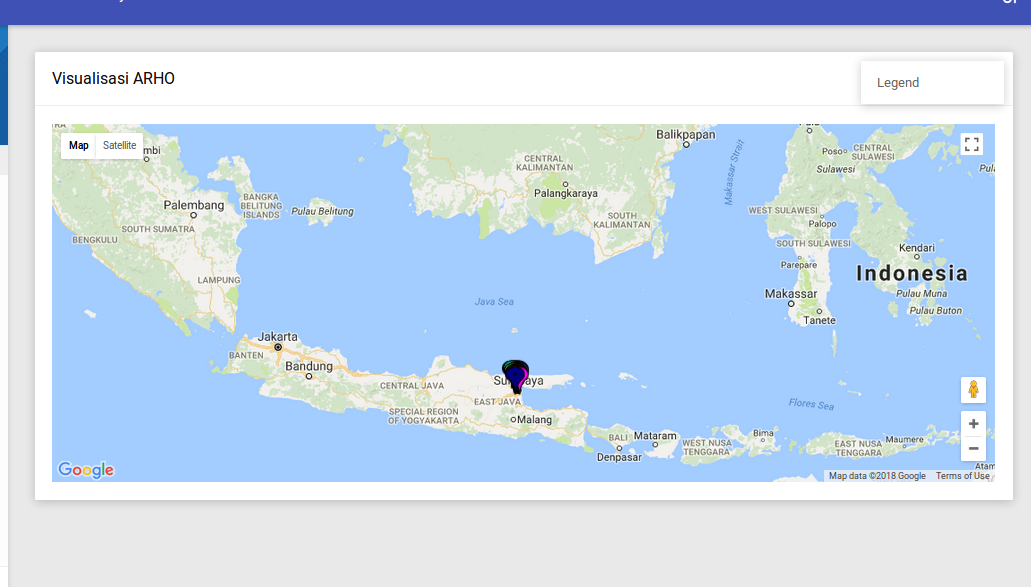 Visualisasi ARHO
Legend
Map
Satellite
mbi
Balikpapan
Makassar Strait
CENTRAL
KALIMANTAN
Palangkaraya
SOUTH
KALIMANTAN
Poso
CENTRAL
SULAWESI
Sulawesi
Palembang
SOUTH SUMATRA
BENGKULU
BANGKA
BELITUNG
ISLANDS
Pulau Belitung
LAMPUNG
WEST SULAWESI
Palopo
SOUTH SULAWESI
Parepare
Kendari
Indonesia
Pulau Muna
Pulau Buton
Makassar
Tanete
Java Sea
Jakarta
BANTEN
Bandung
CENTRAL JAVA
SPECIAL REGION
OF YOGYAKARTA
EAST JAVA
Malang
BALI
Denpasar
Mataram
WEST NUSA
TENGGARA
Bima
Flores Sea
EAST NUSA
TENGGARA
Maumere
+
−
Google
Map data ©2018 Google
Terms of Use